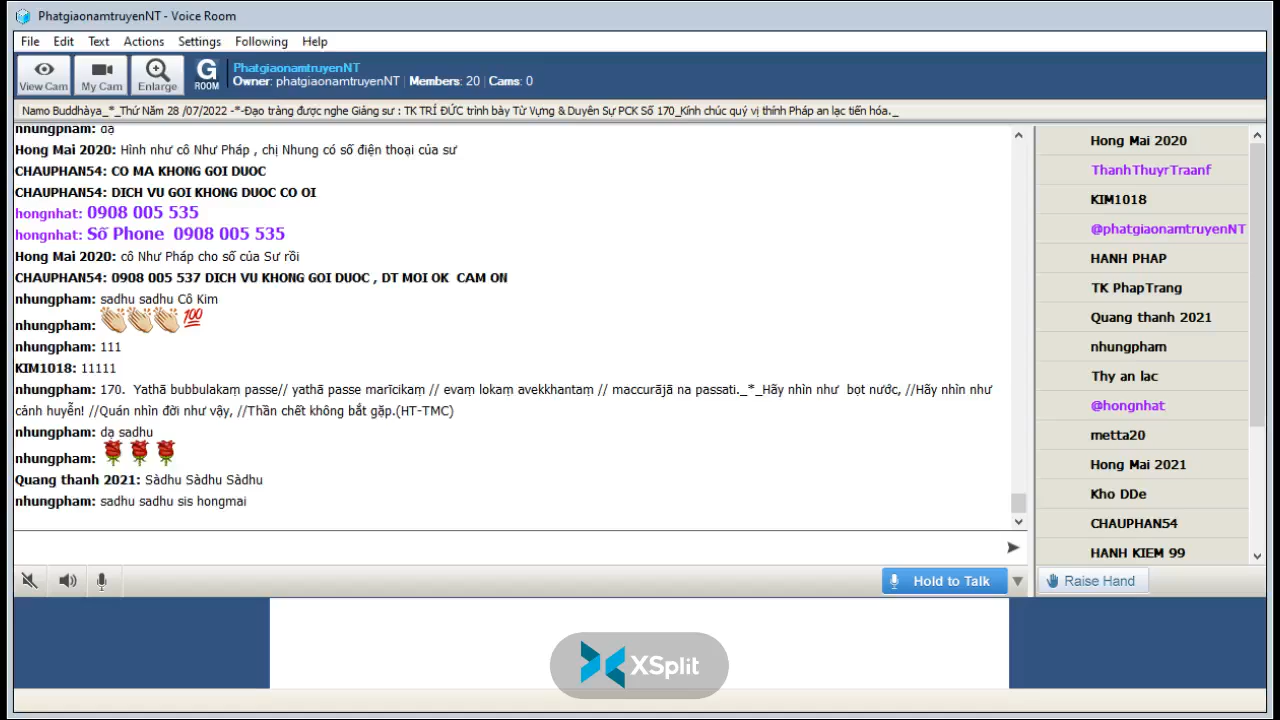 PhatgiaonamtruyenNT - Voice Room
File Edit Text Actions Settings Following Help
View Cam
My Cam
Enlarge
G ROOM
PhatgiaonamtruyenNT
Owner: phatgiaonamtruyenNT | Members: 20 | Cams: 0
Namo Buddhàya_*_Thứ Năm 28 /07/2022 -*-Đạo tràng được nghe Giảng sư : TK TRÍ ĐỨC trình bày Từ Vựng & Duyên Sự PCK Số 170_Kính chúc quý vị thính Pháp an lạc tiến hóa._
nhungpham: dạ
Hong Mai 2020: Hình như cô Như Pháp , chị Nhung có số điện thoại của sư
CHAUPHAN54: CO MA KHONG GOI DUOC
CHAUPHAN54: DICH VU GOI KHONG DUOC CO OI
hongnhat: 0908 005 535
hongnhat: Số Phone 0908 005 535
Hong Mai 2020: cô Như Pháp cho số của Sư rồi
CHAUPHAN54: 0908 005 537 DICH VU KHONG GOI DUOC , DT MOI OK CAM ON
nhungpham: sadhu sadhu Cô Kim
nhungpham: 👏👏👏💯
nhungpham: 111
KIM1018: 11111
nhungpham: 170. Yathā bubbulakaṃ passe// yathā passe marīcikaṃ // evaṃ lokaṃ avekkhantaṃ // maccurājā na passati._*_Hãy nhìn như bọt nước, //Hãy nhìn như
cảnh huyễn! //Quán nhìn đời như vậy, //Thần chết không bắt gặp.(HT-TMC)
nhungpham: dạ sadhu
nhungpham: 🌹🌹🌹
Quang thanh 2021: Sàdhu Sàdhu Sàdhu
nhungpham: sadhu sadhu sis hongmai
Hong Mai 2020
ThanhThuyrTraanf
KIM1018
@phatgiaonamtruyenNT
HANH PHAP
TK PhapTrang
Quang thanh 2021
nhungpham
Thy an lac
@hongnhat
metta20
Hong Mai 2021
Kho DDe
CHAUPHAN54
HANH KIEM 99
Hold to Talk
Raise Hand
XSplit